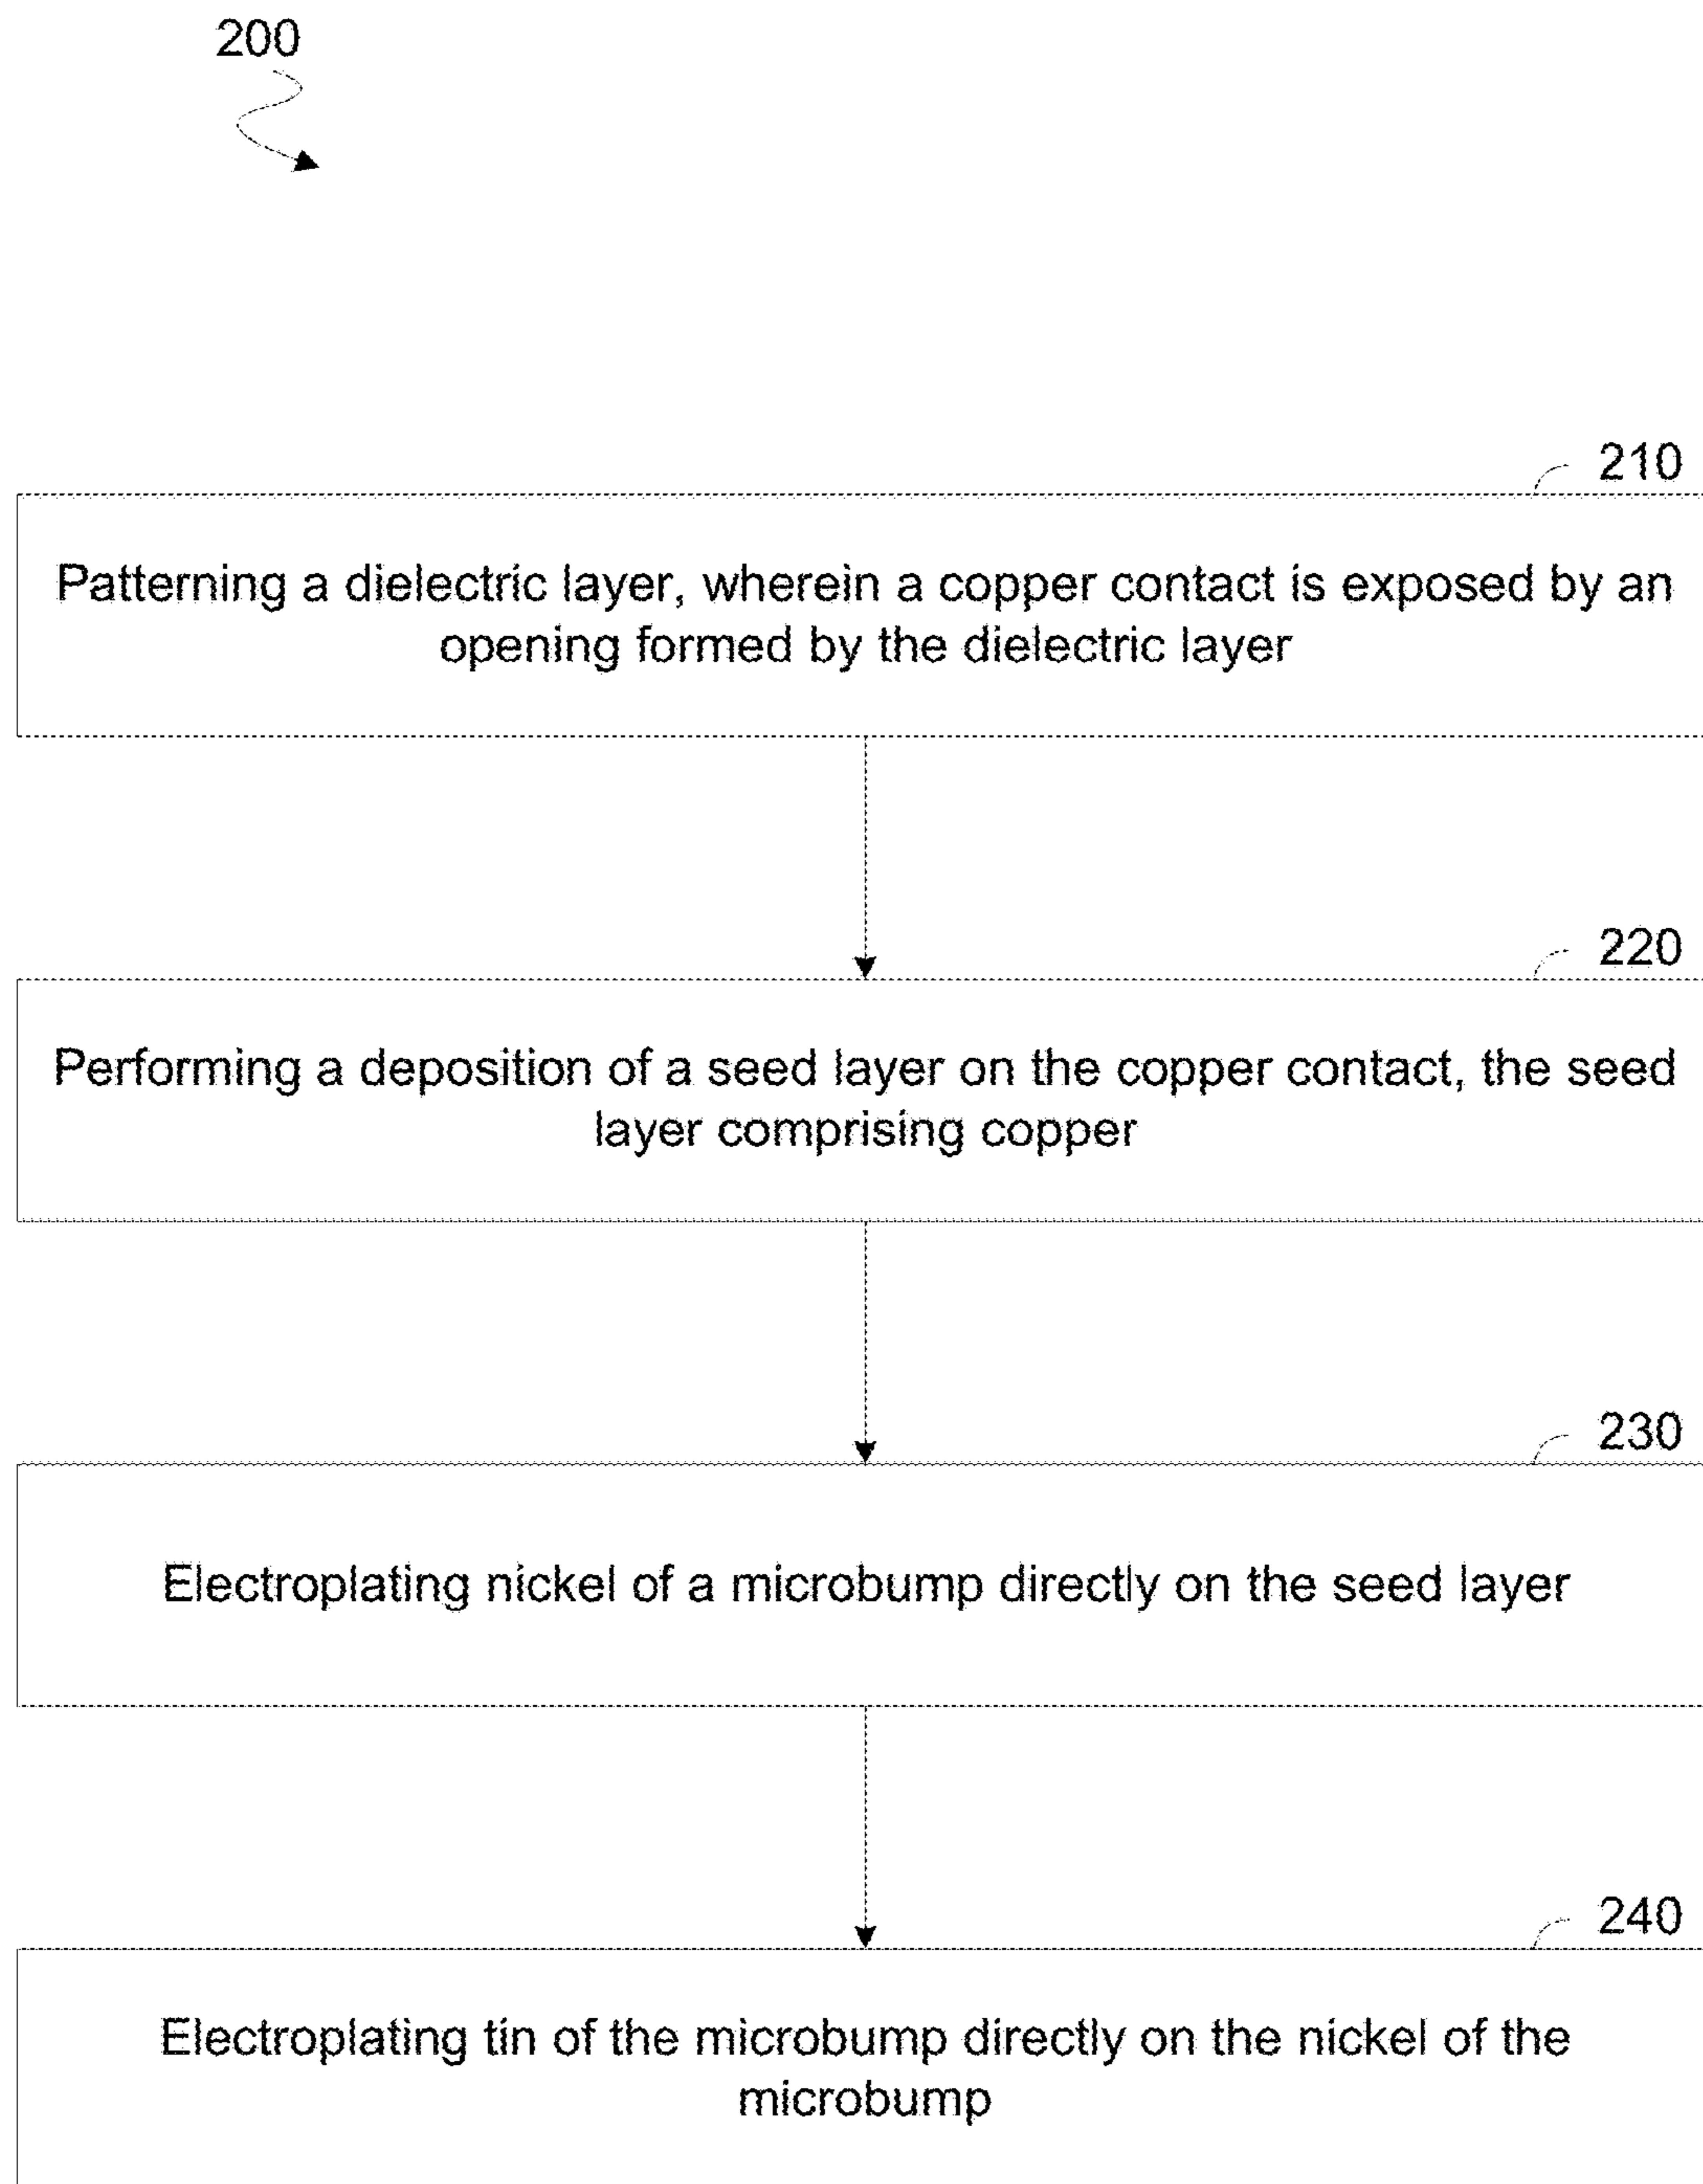 200
210
Patterning a dielectric layer, wherein a copper contact is exposed by an
opening formed by the dielectric layer
220
Performing a deposition of a seed layer on the copper contact, the seed
layer comprising copper
230
Electroplating nickel of a microbump directly on the seed layer
240
Electroplating tin of the microbump directly on the nickel of the
microbump